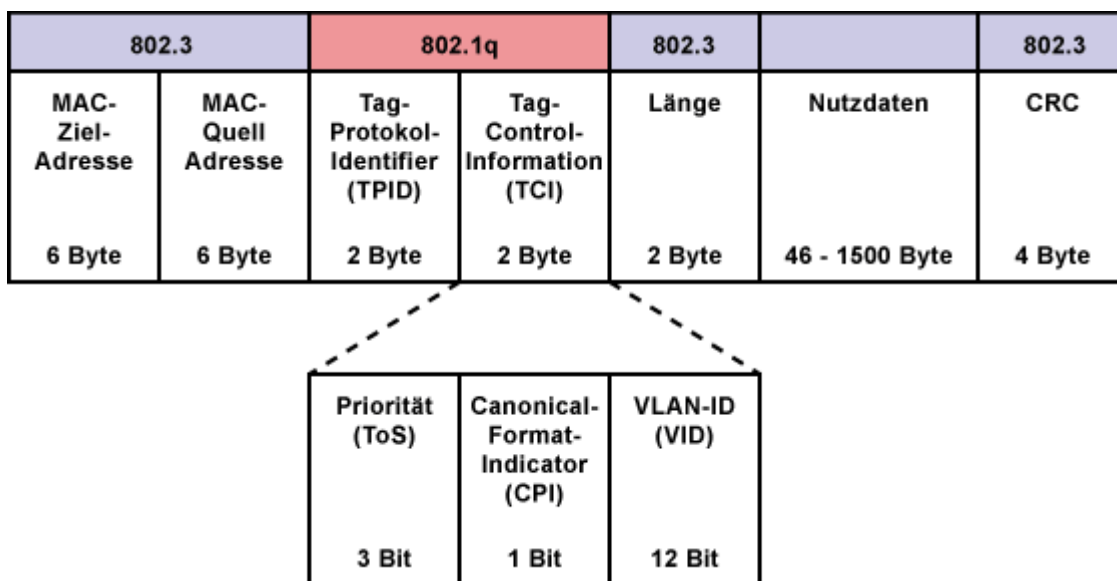 802.3 802.1q 802.3 802.3
MAC-
Ziel-
Adresse
6 Byte
MAC-
Quell
Adresse
6 Byte
Tag-
Protokol-
Identifier
(TPID)
2 Byte
Tag-
Control-
Information
(TCI)
2 Byte
Länge
2 Byte
Nutzdaten
46 - 1500 Byte
CRC
4 Byte
Priorität
(ToS)
3 Bit
Canonical-
Format-
Indicator
(CPI)
1 Bit
VLAN-ID
(VID)
12 Bit